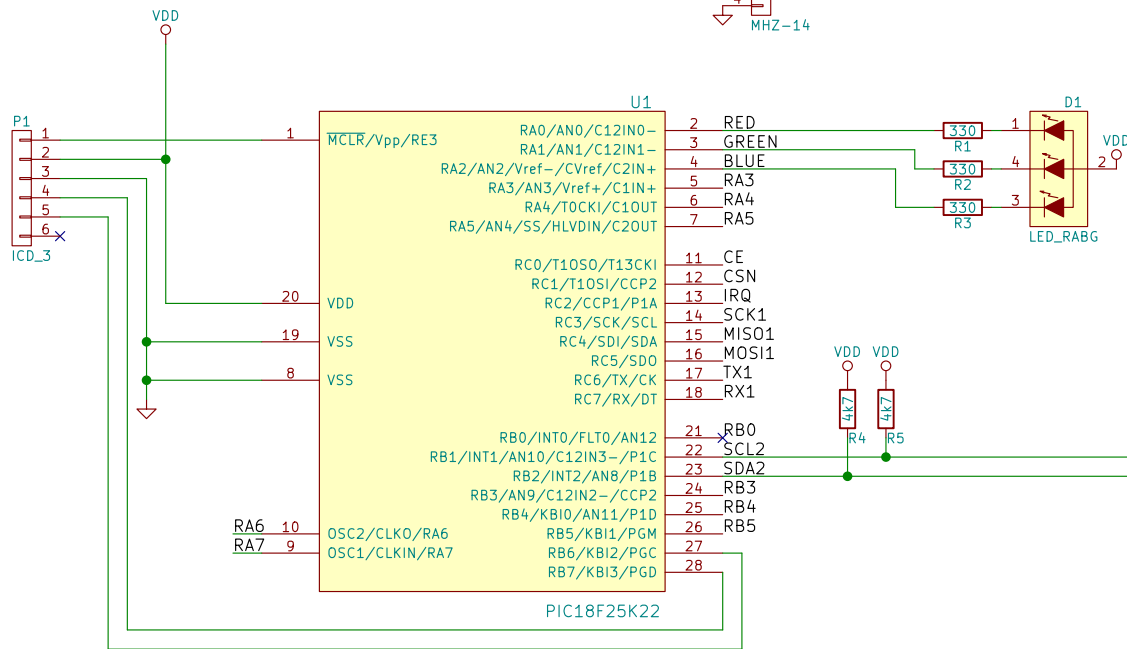 4
MHZ-14
VDD
P1
1
2
3
4
5
6
ICD_3
U1
1
MCLR/Vpp/RE3
20
VDD
19
VSS
8
VSS
RA6 10 OSC2/CLKO/RA6
RA7 9 OSC1/CLKIN/RA7
RA0/AN0/C12IN0- 2 RED
RA1/AN1/C12IN1- 3 GREEN
RA2/AN2/Vref-/CVref/C2IN+ 4 BLUE
RA3/AN3/Vref+/C1IN+ 5 RA3
RA4/T0CKI/C1OUT 6 RA4
RA5/AN4/SS/HLVDIN/C2OUT 7 RA5
RC0/T1OSO/T13CKI 11 CE
RC1/T1OSI/CCP2 12 CSN
RC2/CCP1/P1A 13 IRQ
RC3/SCK/SCL 14 SCK1
RC4/SDI/SDA 15 MISO1
RC5/SDO 16 MOSI1
RC6/TX/CK 17 TX1
RC7/RX/DT 18 RX1
RB0/INT0/FLT0/AN12 21 RB0
RB1/INT1/AN10/C12IN3-/P1C 22 SCL2
RB2/INT2/AN8/P1B 23 SDA2
RB3/AN9/C12IN2-/CCP2 24 RB3
RB4/KBI0/AN11/P1D 25 RB4
RB5/KBI1/PGM 26 RB5
RB6/KBI2/PGC 27
RB7/KBI3/PGD 28
PIC18F25K22
330
R1
330
R2
330
R3
D1
1
4
3
2
VDD
LED_RABG
VDD VDD
4k7 4k7
R4 R5